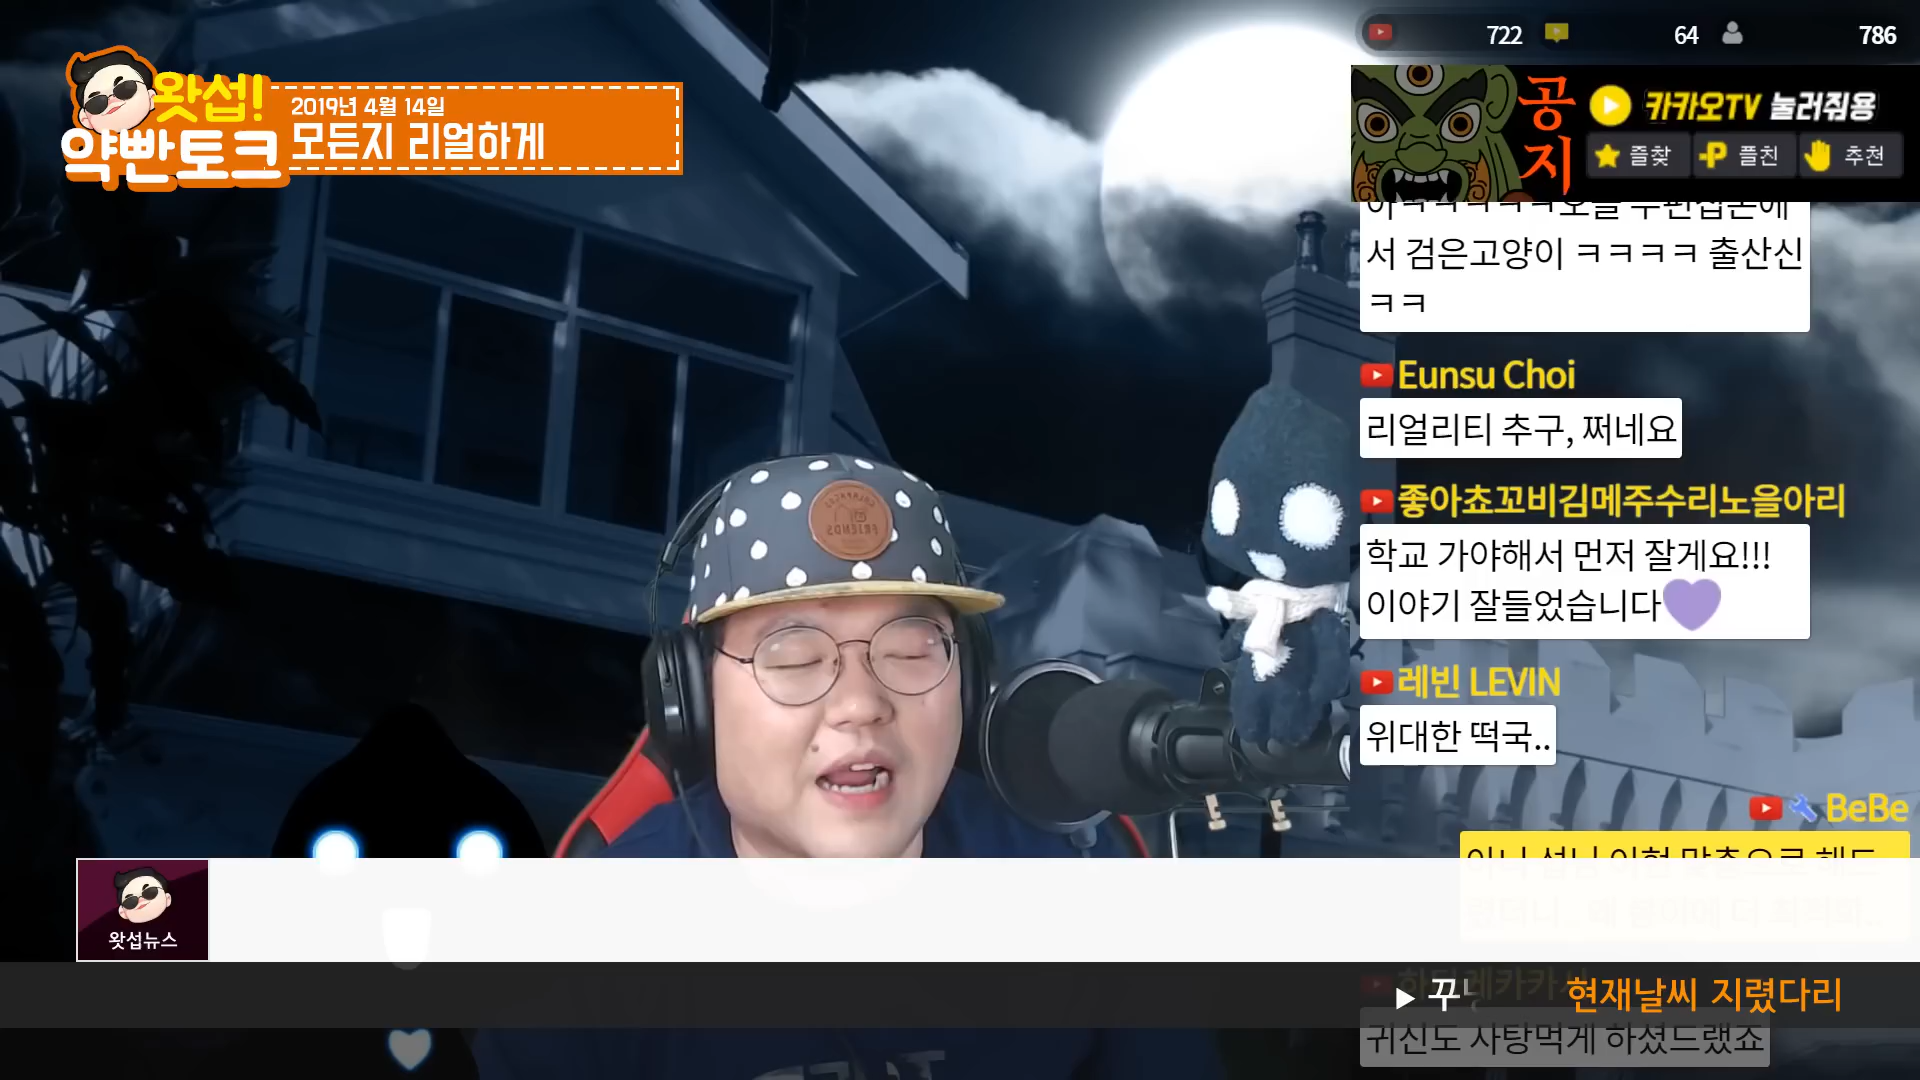 722 64 786
왓섭!
약빤토크
2019년 4월 14일
모든지 리얼하게
공지
카카오TV 눌러줘용
즐찾 플친 추천
서 검은고양이 ㅋㅋㅋㅋ 출산신
ㅋㅋ
Eunsu Choi
리얼리티 추구, 쩌네요
좋아쵸꼬비김메주수리노을아리
학교 가야해서 먼저 잘게요!!!
이야기 잘들었습니다💜
레빈 LEVIN
위대한 떡국..
BeBe
왓섭뉴스
현재날씨 지렸다리
귀신도 사탕먹게 하셨드랬죠
FRIENDS